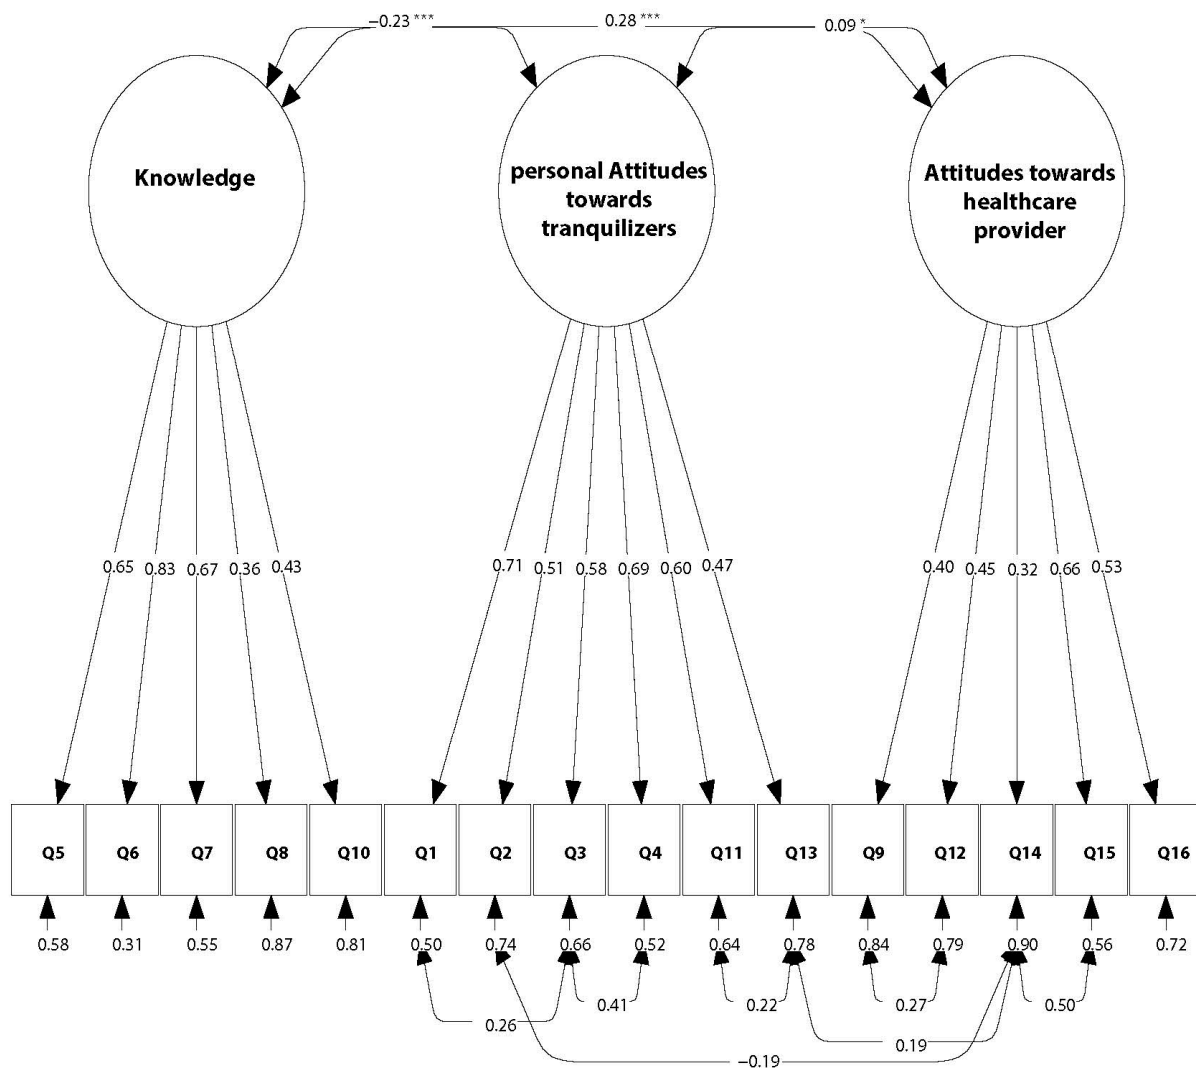 −0.23 *** 0.28 *** 0.09 *
Knowledge
personal Attitudes
towards
tranquilizers
Attitudes towards
healthcare
provider
0.65 0.83 0.67 0.36 0.43 0.71 0.51 0.58 0.69 0.60 0.47 0.40 0.45 0.32 0.66 0.53
Q5 Q6 Q7 Q8 Q10 Q1 Q2 Q3 Q4 Q11 Q13 Q9 Q12 Q14 Q15 Q16
0.58 0.31 0.55 0.87 0.81 0.50 0.74 0.66 0.52 0.64 0.78 0.84 0.79 0.90 0.56 0.72
0.41 0.22 0.27 0.50
0.26
0.19
−0.19